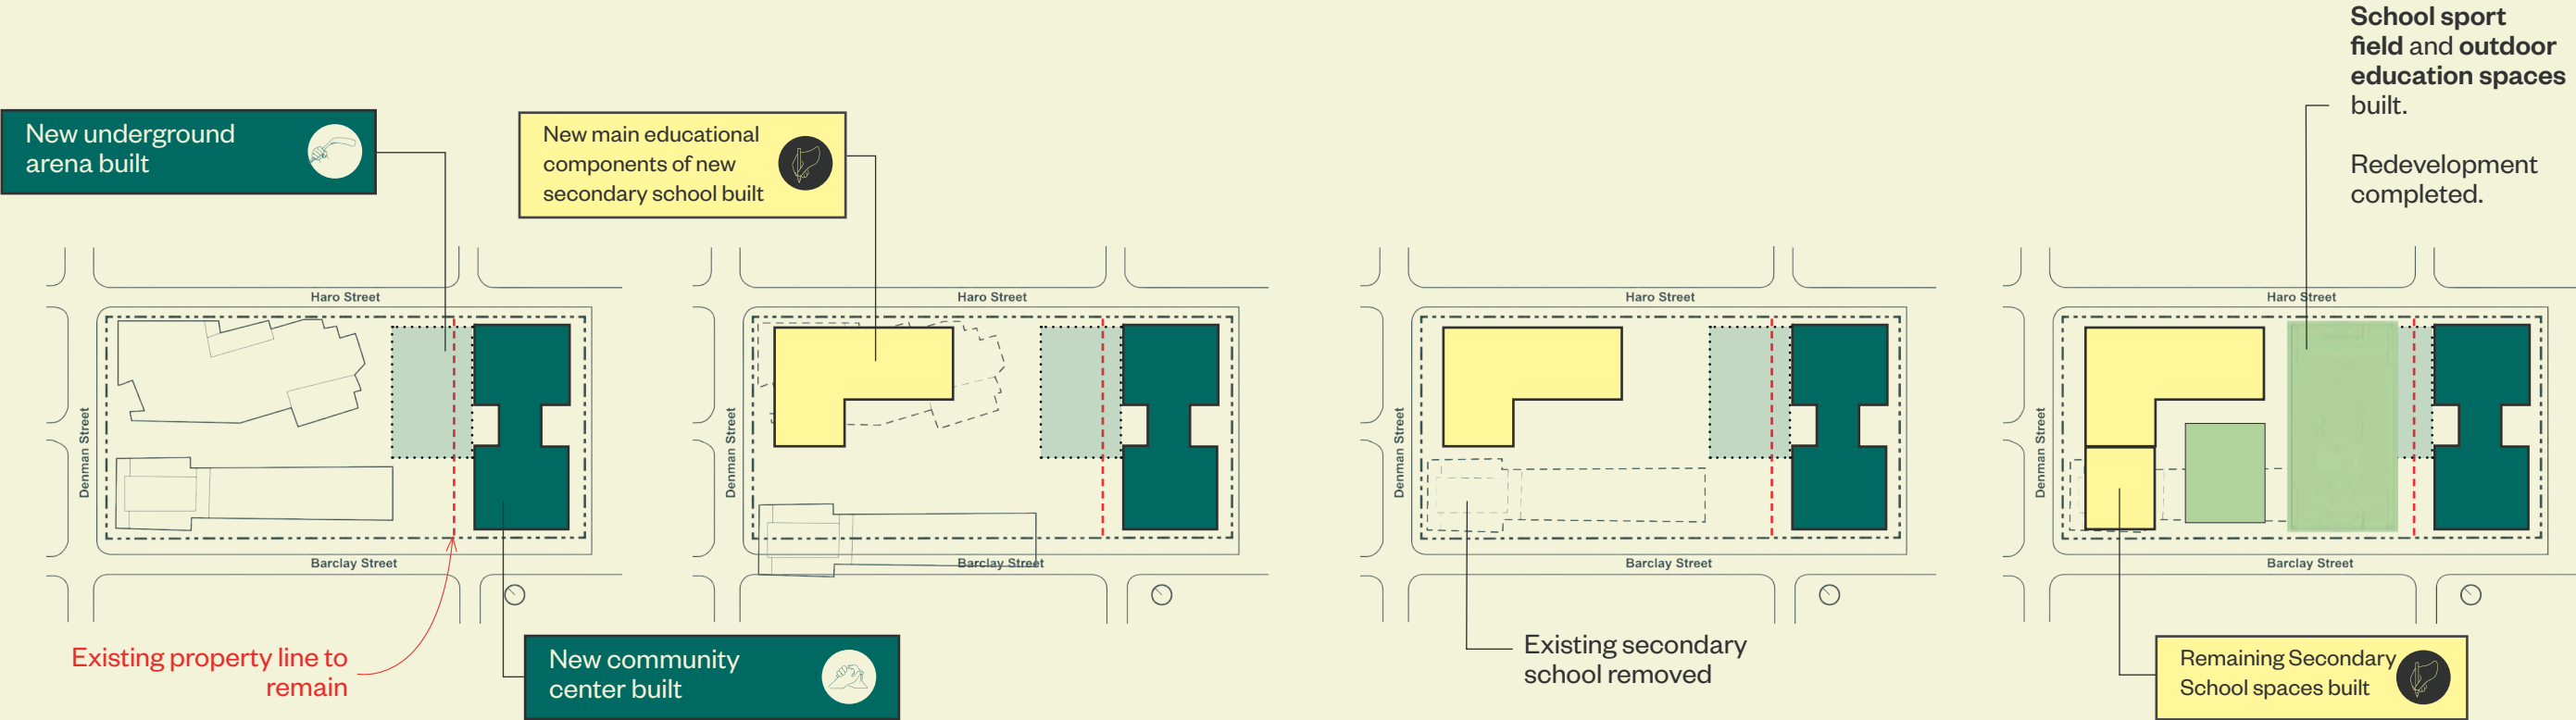 School sport
field and outdoor
education spaces
built.
Redevelopment
completed.
New underground
arena built
New main educational
components of new
secondary school built
Haro Street
Denman Street
Barclay Street
Haro Street
Denman Street
Barclay Street
Haro Street
Denman Street
Barclay Street
Haro Street
Denman Street
Barclay Street
Existing property line to
remain
New community
center built
Existing secondary
school removed
Remaining Secondary
School spaces built